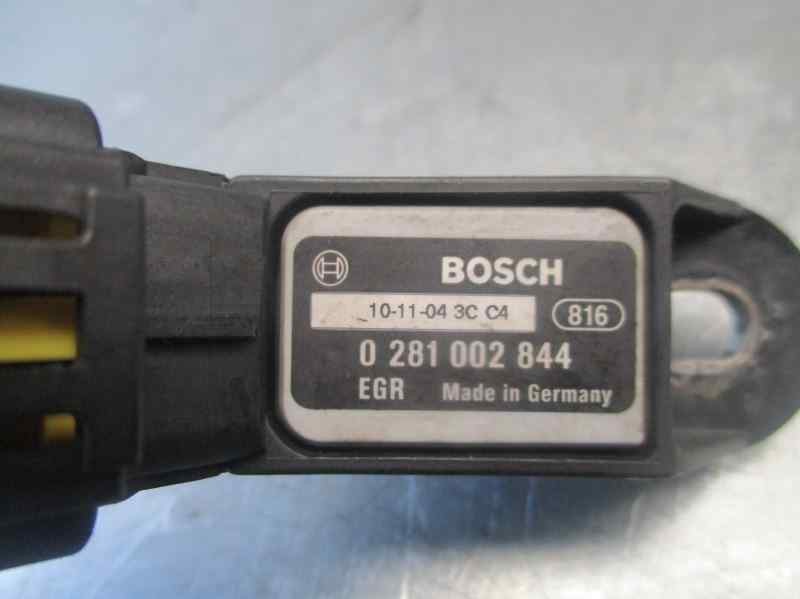 BOSCH
10-11-04 3C C4
816
0 281 002 844
EGR Made in Germany